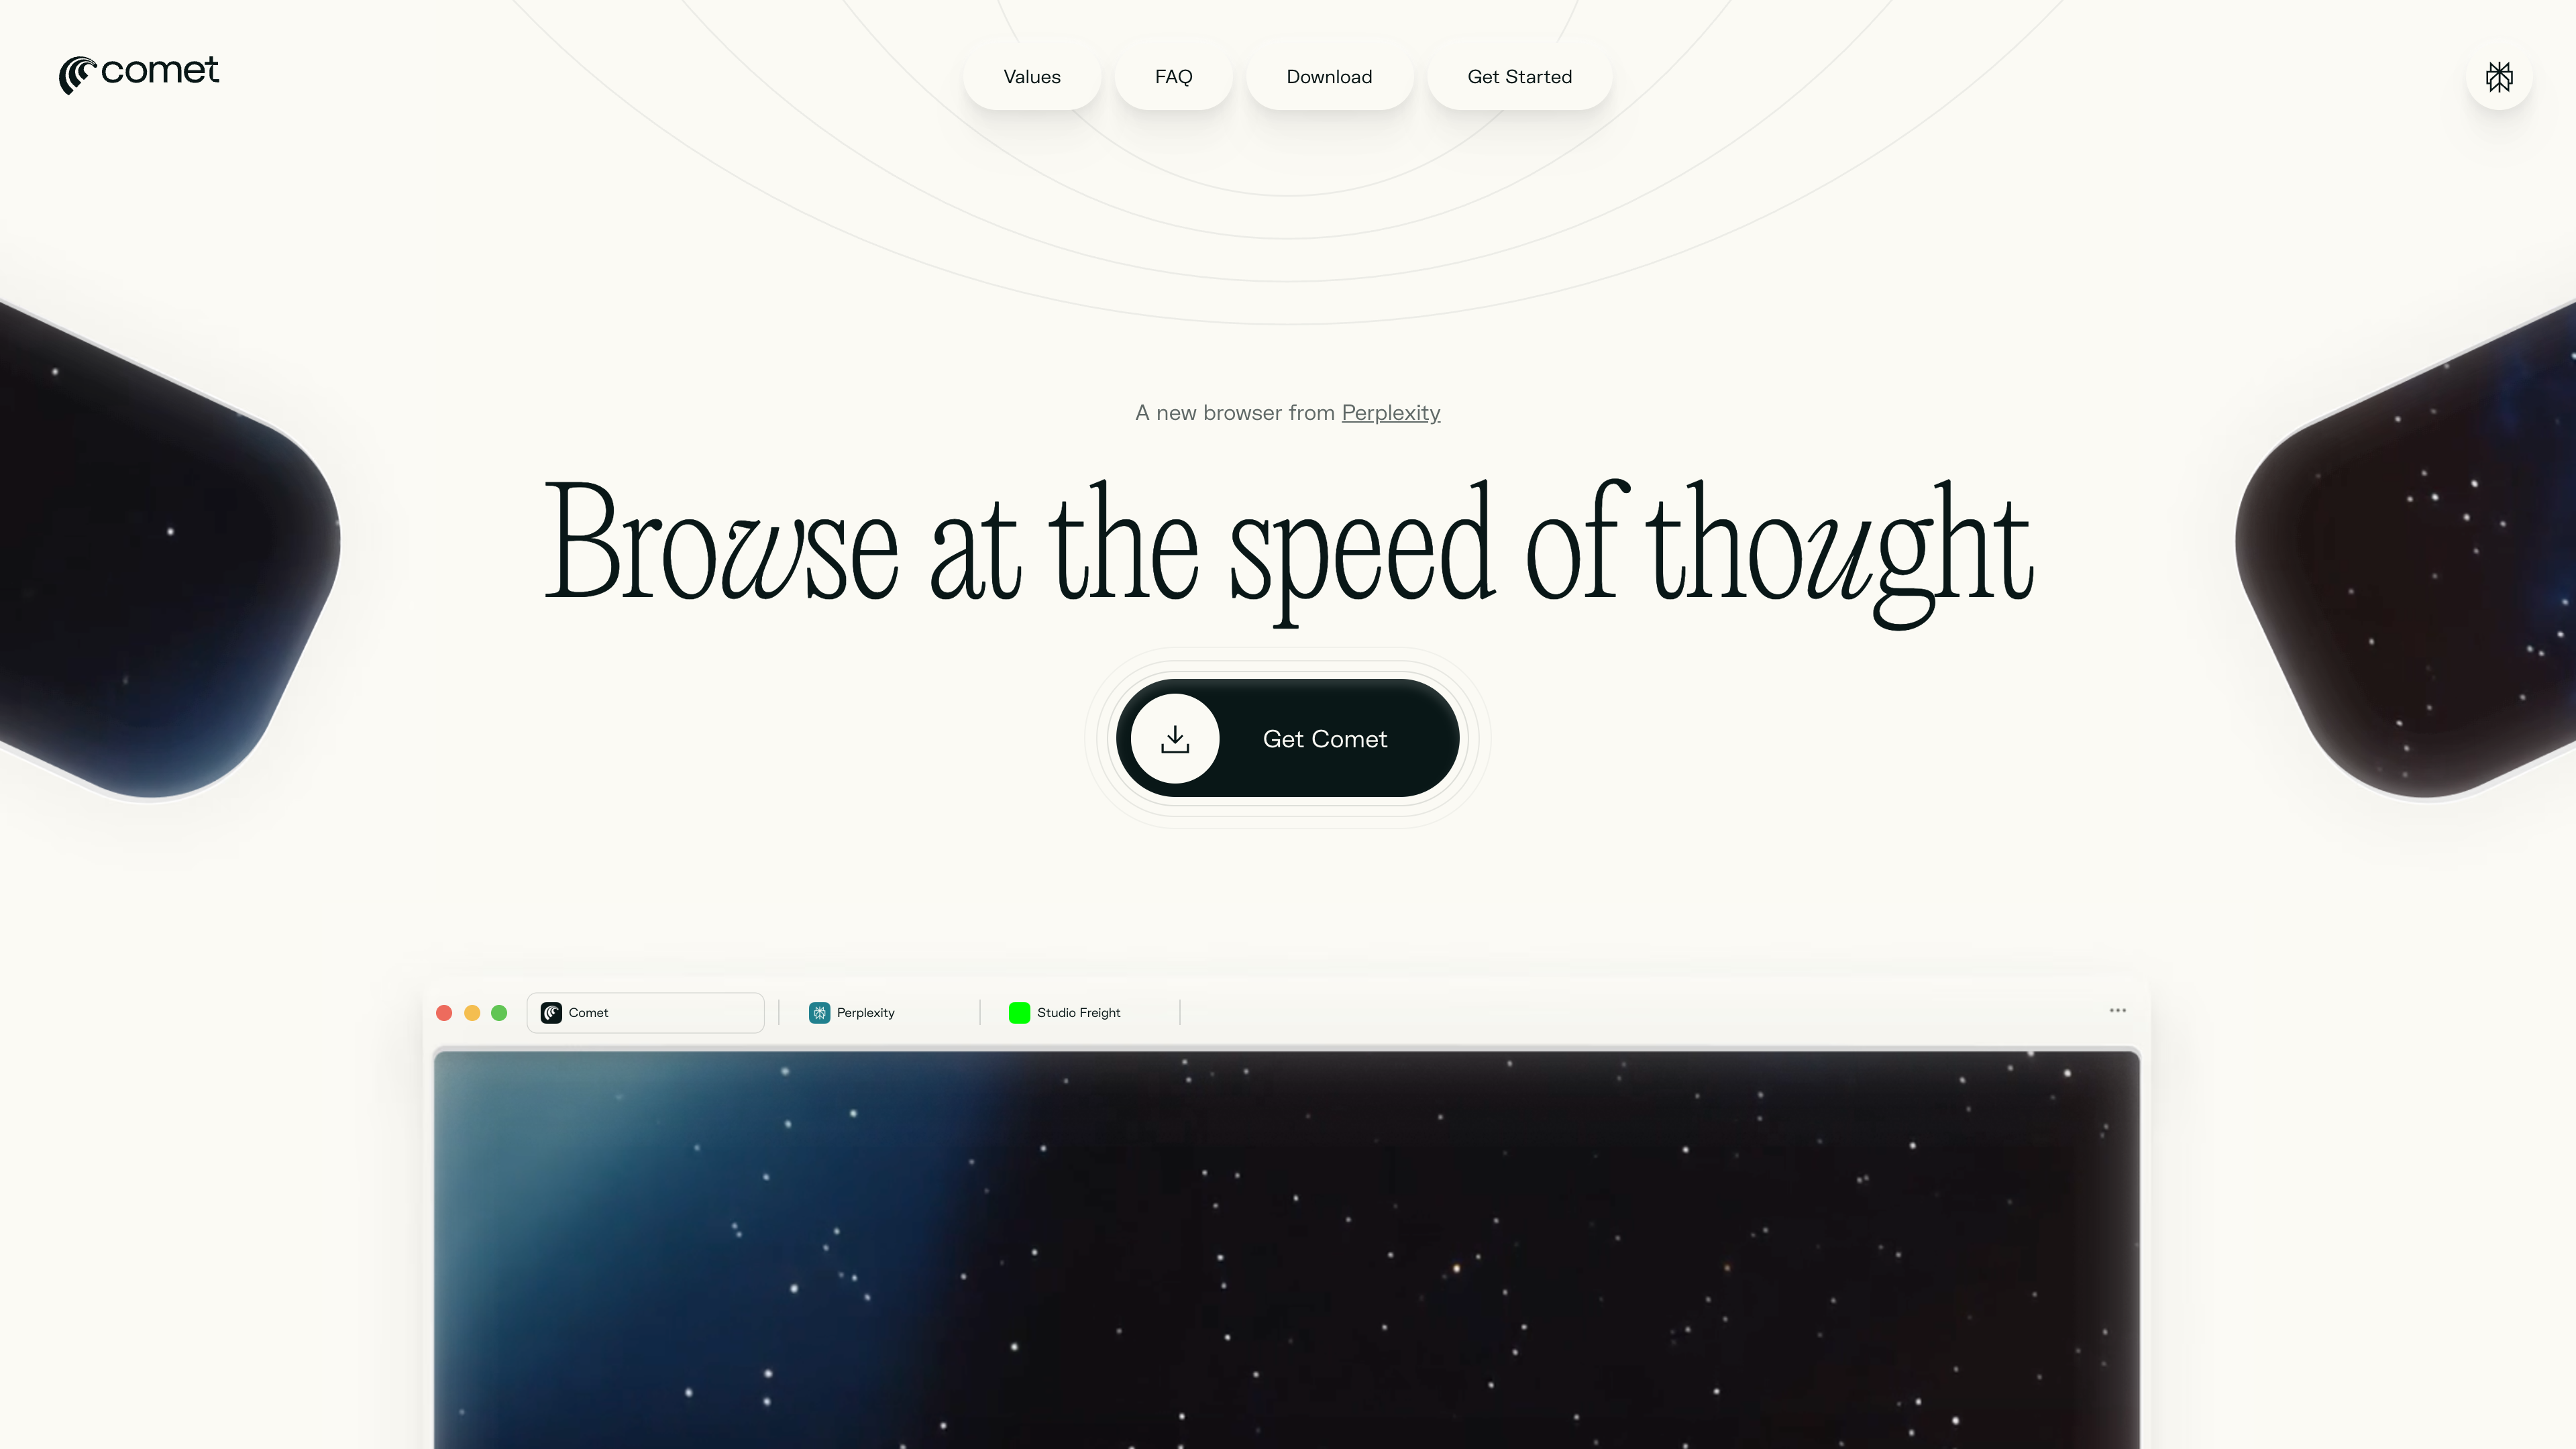 comet
Values
FAQ
Download
Get Started
A new browser from Perplexity
Browse at the speed of thought
Get Comet
Comet
Perplexity
Studio Freight